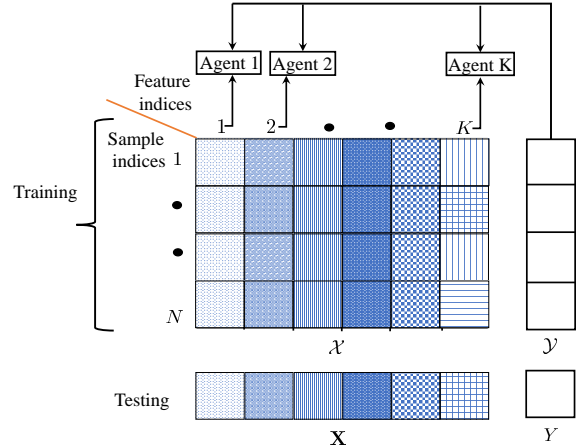 Agent 1
Agent 2
Agent K
Feature
indices
1
2
K
Sample
indices
1
Training
N
𝒳
𝒴
Testing
X
Y